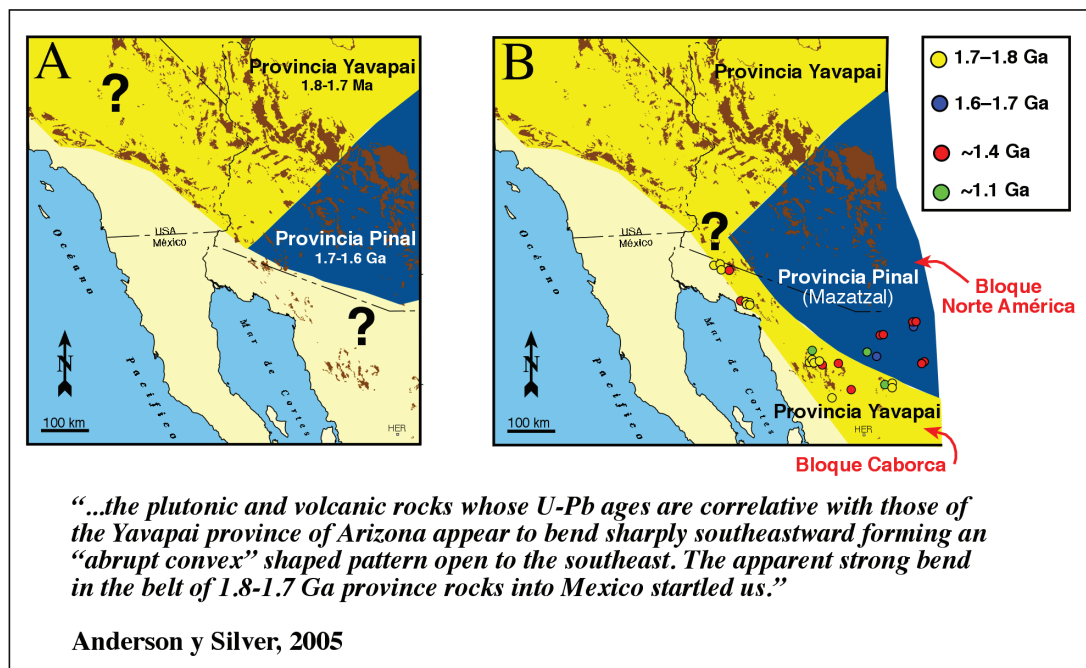 A
Provincia Yavapai
1.8-1.7 Ma
?
Provincia Pinal
1.7-1.6 Ga
USA
México
?
Océano
Pacífico
Mar de Cortes
N
100 km
HER
B
Provincia Yavapai
?
USA
México
Provincia Pinal
(Mazatzal)
Océano
Pacífico
Mar de Cortes
N
100 km
Provincia Yavapai
HER
1.7–1.8 Ga
1.6–1.7 Ga
~1.4 Ga
~1.1 Ga
Bloque
Norte América
Bloque Caborca
“...the plutonic and volcanic rocks whose U-Pb ages are correlative with those of
the Yavapai province of Arizona appear to bend sharply southeastward forming an
“abrupt convex” shaped pattern open to the southeast. The apparent strong bend
in the belt of 1.8-1.7 Ga province rocks into Mexico startled us.”
Anderson y Silver, 2005